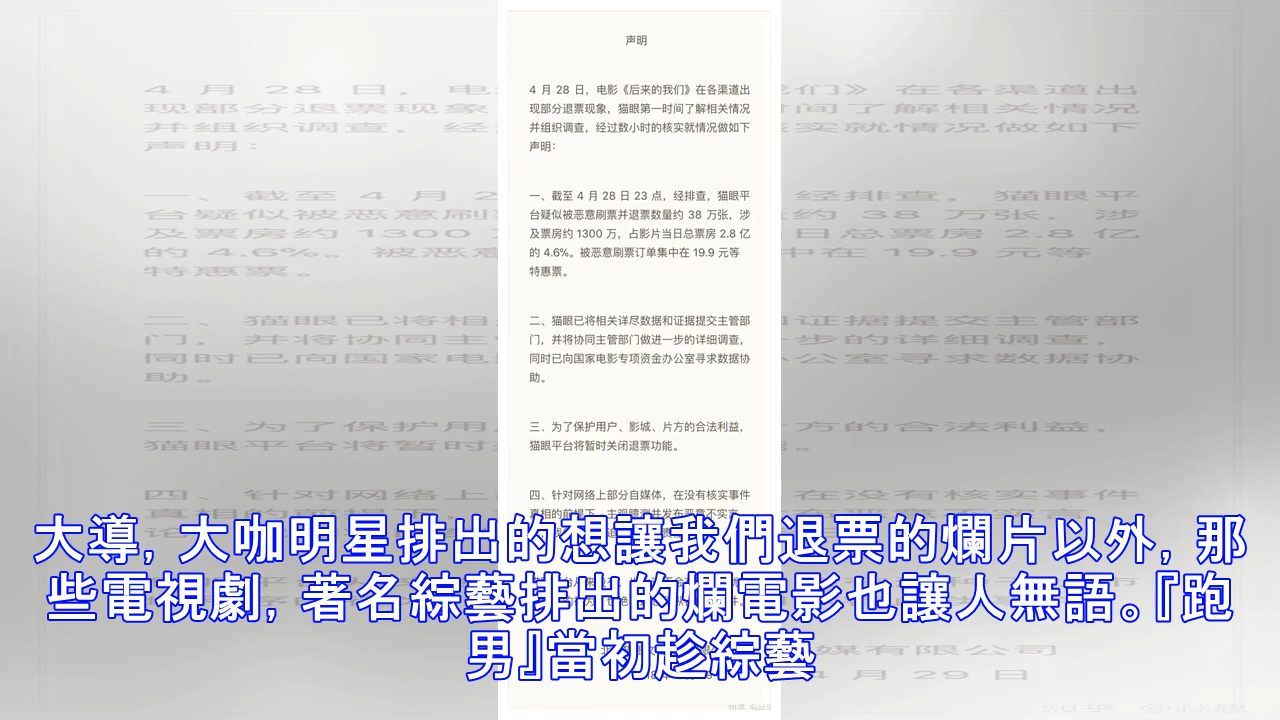 声明
4 月 28 日，电影《后来的我们》在各渠道出
现部分退票现象，猫眼第一时间了解相关情况
并组织调查，经过数小时的核实就情况做如下
声明：
一、截至 4 月 28 日 23 点，经排查，猫眼平
台疑似被恶意刷票并退票数量约 38 万张，涉
及票房约 1300 万，占影片当日总票房 2.8 亿
的 4.6%。被恶意刷票订单集中在 19.9 元等
特惠票。
二、猫眼已将相关详尽数据和证据提交主管部
门，并将协同主管部门做进一步的详细调查，
同时已向国家电影专项资金办公室寻求数据协
助。
三、为了保护用户、影城、片方的合法利益，
猫眼平台将暂时关闭退票功能。
四、针对网络上部分自媒体，在没有核实事件
大導, 大咖明星排出的想讓我們退票的爛片以外, 那
些電視劇, 著名綜藝排出的爛電影也讓人無語。『跑
男』當初趁綜藝